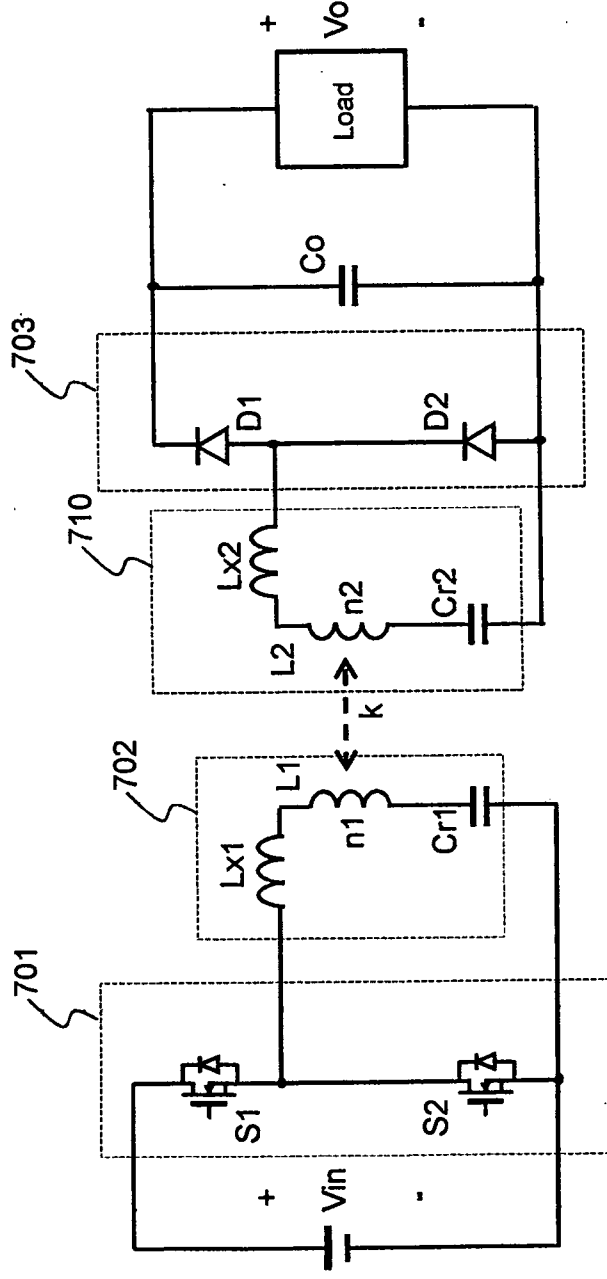 701
702
710
703
+
Vin
-
S1
S2
Lx1
L1
n1
Cr1
k
Lx2
L2
n2
Cr2
D1
D2
Co
Load
+
Vo
-